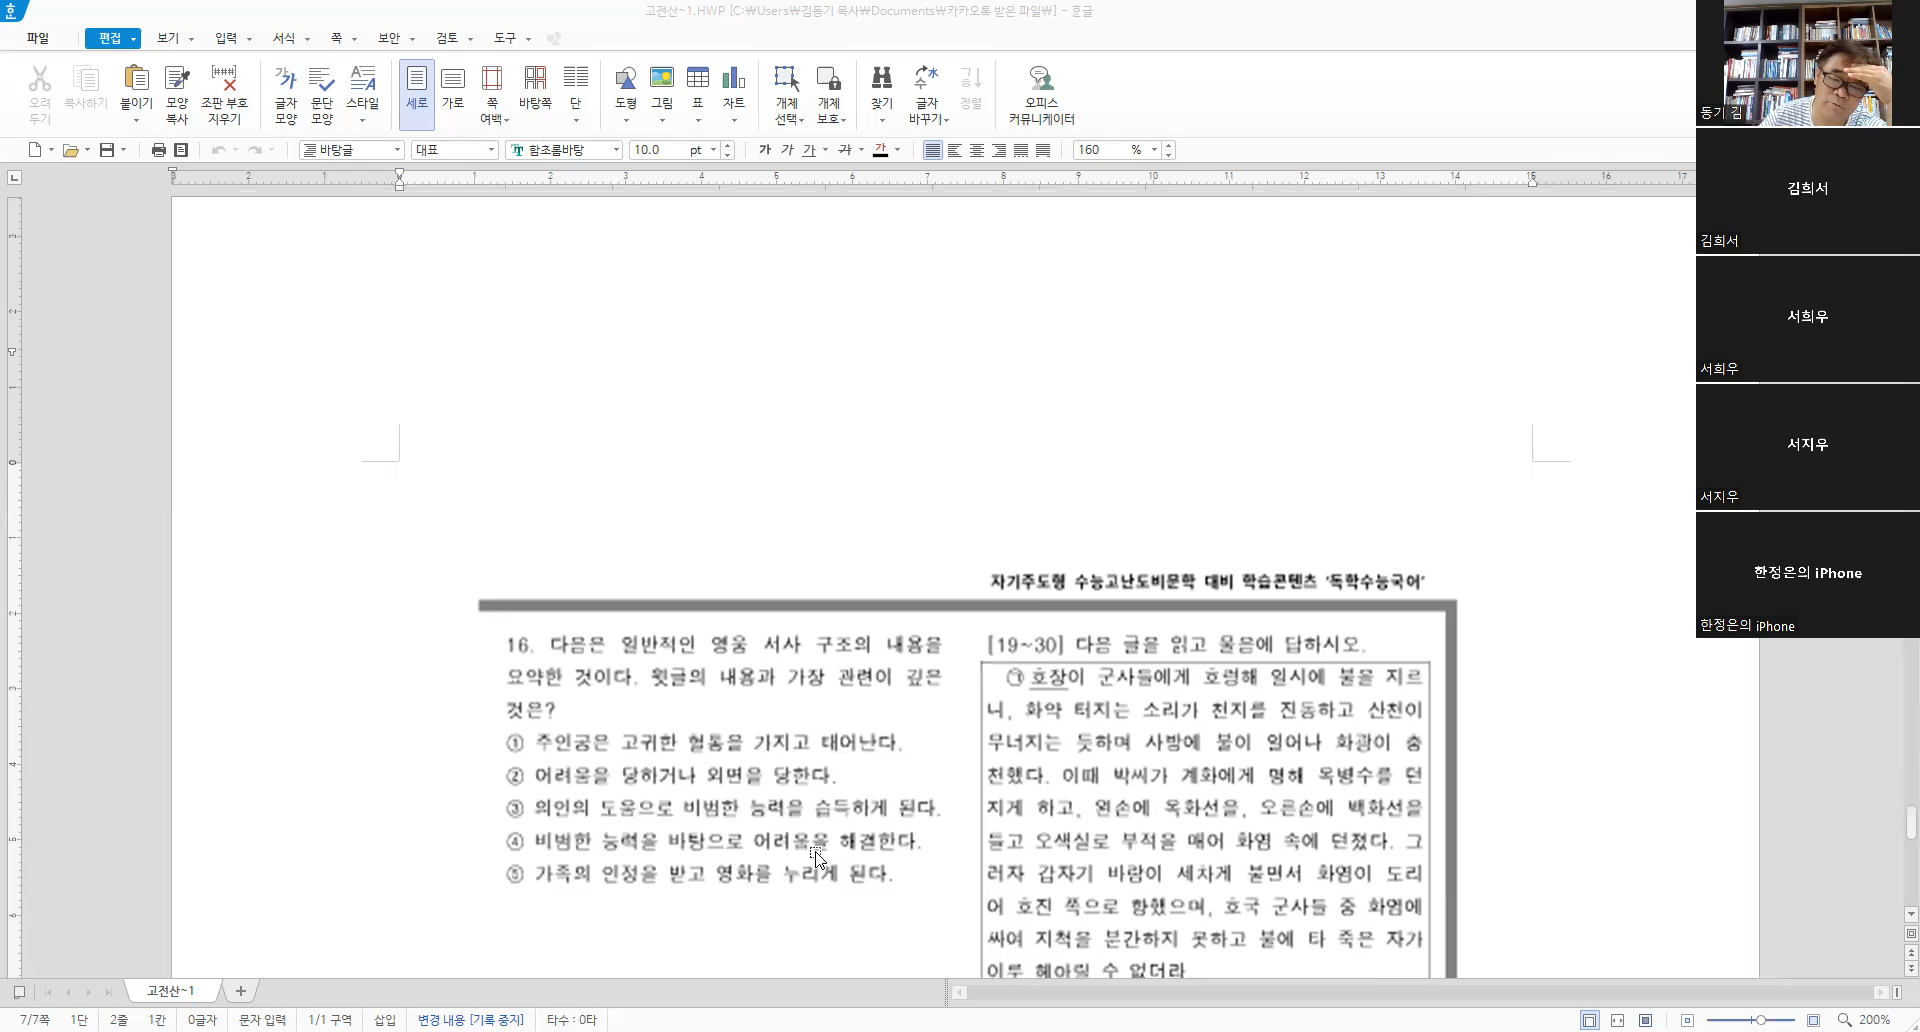 고전산~1.HWP [C:₩Users₩김동기 목사₩Documents₩카카오톡 받은 파일₩] - 한글
파일 편집 보기 입력 서식 쪽 보안 검토 도구
오려 두기
복사하기
붙이기
모양 복사
조판 부호 지우기
글자 모양
문단 모양
스타일
세로
가로
쪽 여백
바탕쪽
단
도형
그림
표
차트
개체 선택
개체 보호
찾기
글자 바꾸기
정렬
오피스 커뮤니케이터
바탕글 대표 함초롬바탕 10.0 pt 가 가 가 가 가 160 %
3 2 1 1 2 3 4 5 6 7 8 9 10 11 12 13 14 15 16 17
동기 김
김희서
김희서
서희우
서희우
서지우
서지우
한정은의 iPhone
한정은의 iPhone
자기주도형 수능고난도비문학 대비 학습콘텐츠 '독학수능국어'
16. 다음은 일반적인 영웅 서사 구조의 내용을
요약한 것이다. 윗글의 내용과 가장 관련이 깊은
것은?
① 주인공은 고귀한 혈통을 가지고 태어난다.
② 어려움을 당하거나 외면을 당한다.
③ 의인의 도움으로 비범한 능력을 습득하게 된다.
④ 비범한 능력을 바탕으로 어려움을 해결한다.
⑤ 가족의 인정을 받고 영화를 누리게 된다.
[19~30] 다음 글을 읽고 물음에 답하시오.
㉠ 호장이 군사들에게 호령해 일시에 불을 지르
니, 화약 터지는 소리가 천지를 진동하고 산천이
무너지는 듯하며 사방에 불이 일어나 화광이 충
천했다. 이때 박씨가 계화에게 명해 옥병수를 던
지게 하고, 왼손에 옥화선을, 오른손에 백화선을
들고 오색실로 부적을 매어 화염 속에 던졌다. 그
러자 갑자기 바람이 세차게 불면서 화염이 도리
어 호진 쪽으로 향했으며, 호국 군사들 중 화염에
싸여 지척을 분간하지 못하고 불에 타 죽은 자가
이루 헤아릴 수 없더라.
고전산~1
7/7쪽 1단 2줄 1칸 0글자 문자 입력 1/1 구역 삽입 변경 내용 [기록 중지] 타수 : 0타 200%